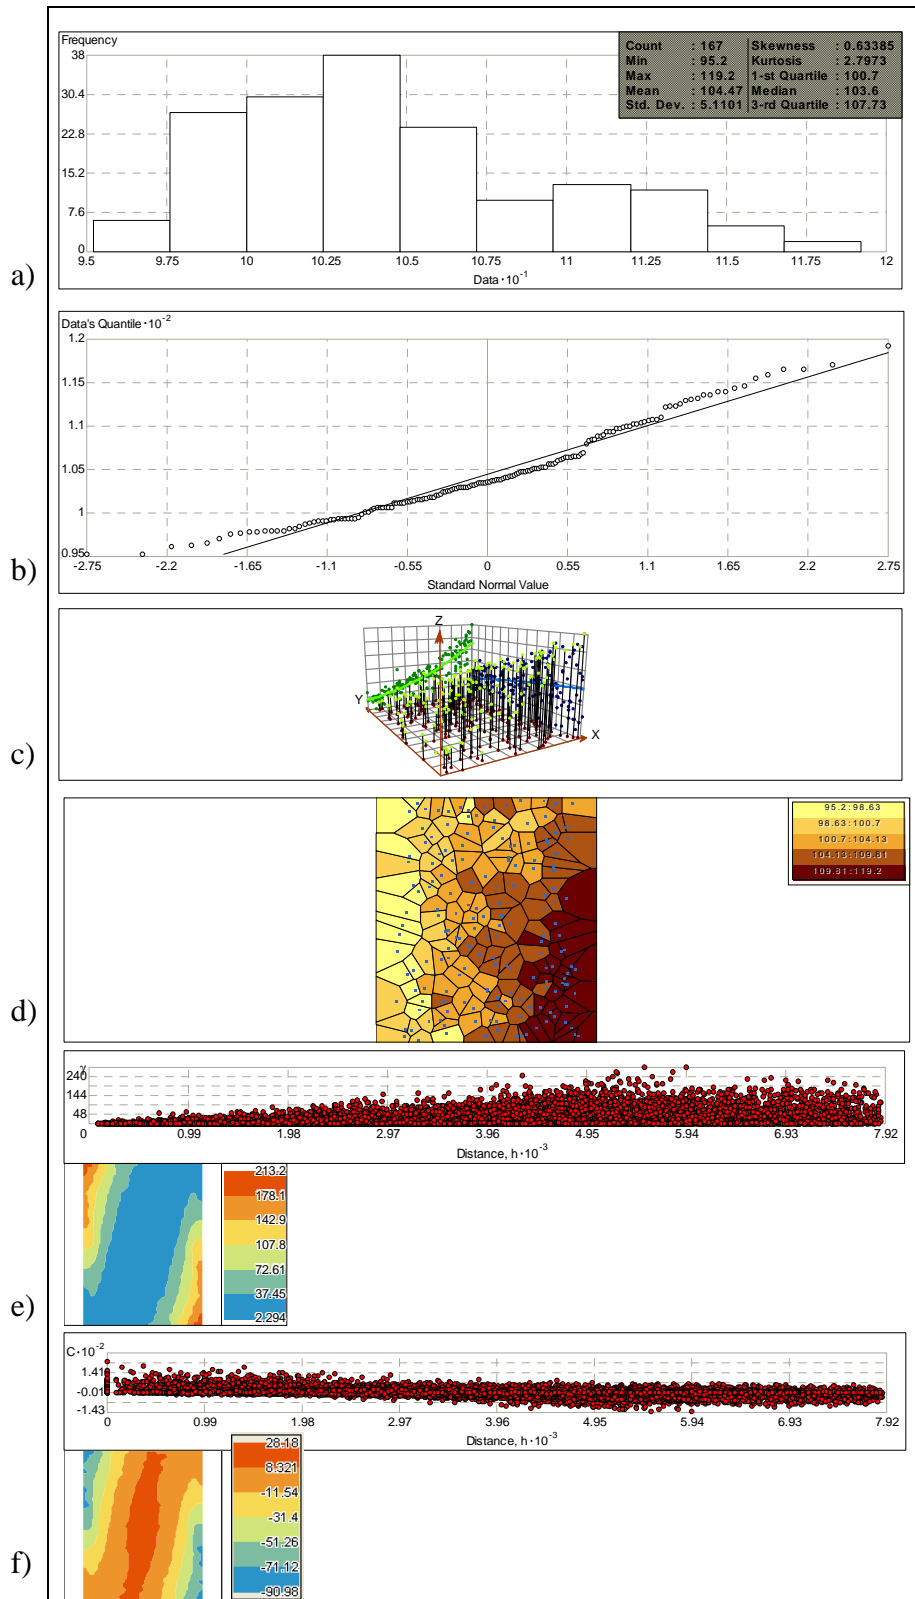 a)
Frequency
38
30.4
22.8
15.2
7.6
0
9.5 9.75 10 10.25 10.5 10.75 11 11.25 11.5 11.75 12
Data·10⁻¹
Count : 167 Skewness : 0.63385
Min : 95.2 Kurtosis : 2.7973
Max : 119.2 1-st Quartile : 100.7
Mean : 104.47 Median : 103.6
Std. Dev. : 5.1101 3-rd Quartile : 107.73
b)
Data's Quantile·10⁻²
1.2
1.15
1.1
1.05
1
0.95
-2.75 -2.2 -1.65 -1.1 -0.55 0 0.55 1.1 1.65 2.2 2.75
Standard Normal Value
c)
Z
Y
X
d)
95.2:98.63
98.63:100.7
100.7:104.13
104.13:109.81
109.81:119.2
e)
γ
240
144
48
0 0.99 1.98 2.97 3.96 4.95 5.94 6.93 7.92
Distance, h·10⁻³
213.2
178.1
142.9
107.8
72.61
37.45
2.294
f)
C·10⁻²
1.41
-0.01
-1.43
0 0.99 1.98 2.97 3.96 4.95 5.94 6.93 7.92
Distance, h·10⁻³
28.18
8.321
-11.54
-31.4
-51.26
-71.12
-90.98